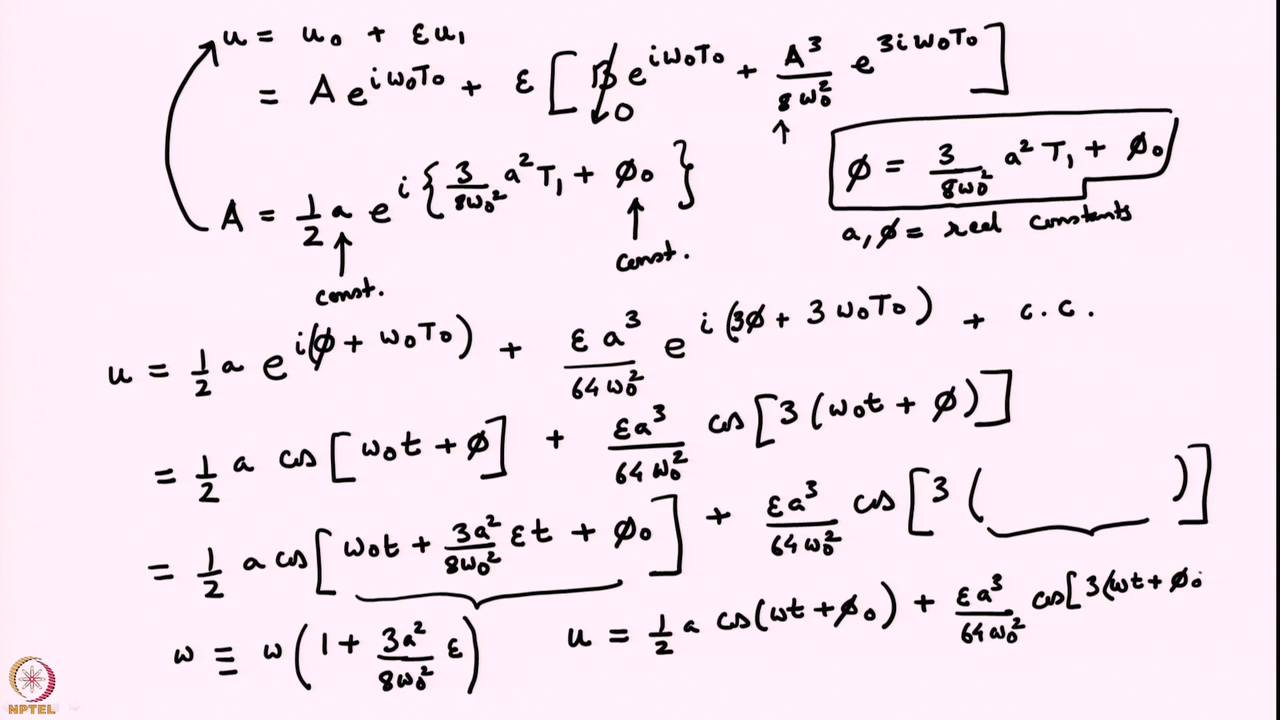 u = u₀ + εu₁
= A e^{iω₀T₀} + ε [ B e^{iω₀T₀} + A³/8ω₀² e^{3iω₀T₀} ]
0
A = 1/2 a e^{i{3/8ω₀² a²T₁ + φ₀}}
const.
const.
φ = 3/8ω₀² a² T₁ + φ₀
a, φ = real constants
u = 1/2 a e^{i(φ + ω₀T₀)} + εa³/64ω₀² e^{i(3φ + 3ω₀T₀)} + c.c.
= 1/2 a cos[ω₀t + φ] + εa³/64ω₀² cos[3(ω₀t + φ)]
= 1/2 a cos[ω₀t + 3a²/8ω₀² εt + φ₀] + εa³/64ω₀² cos[3( )]
ω ≡ ω(1 + 3a²/8ω₀² ε)
u = 1/2 a cos(ωt + φ₀) + εa³/64ω₀² cos[3(ωt + φ₀
NPTEL